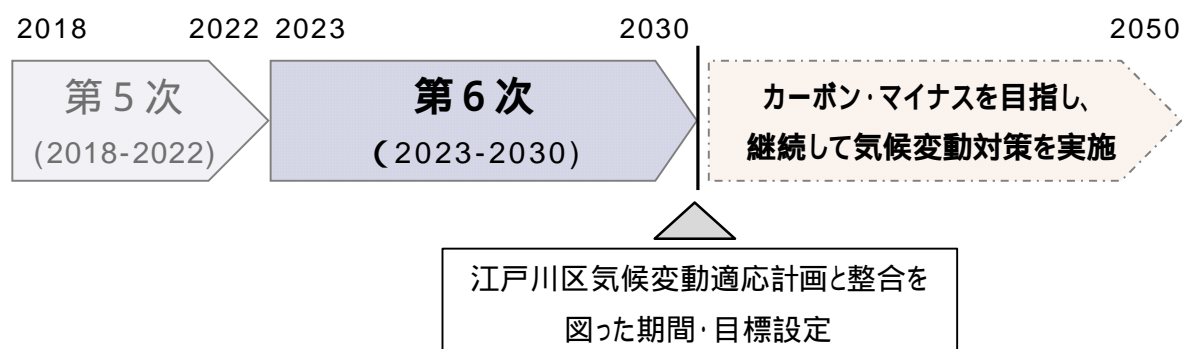 2018 2022 2023 2030 2050
第5次
(2018-2022)
第6次
(2023-2030)
カーボン・マイナスを目指し、
継続して気候変動対策を実施
江戸川区気候変動適応計画と整合を
図った期間・目標設定